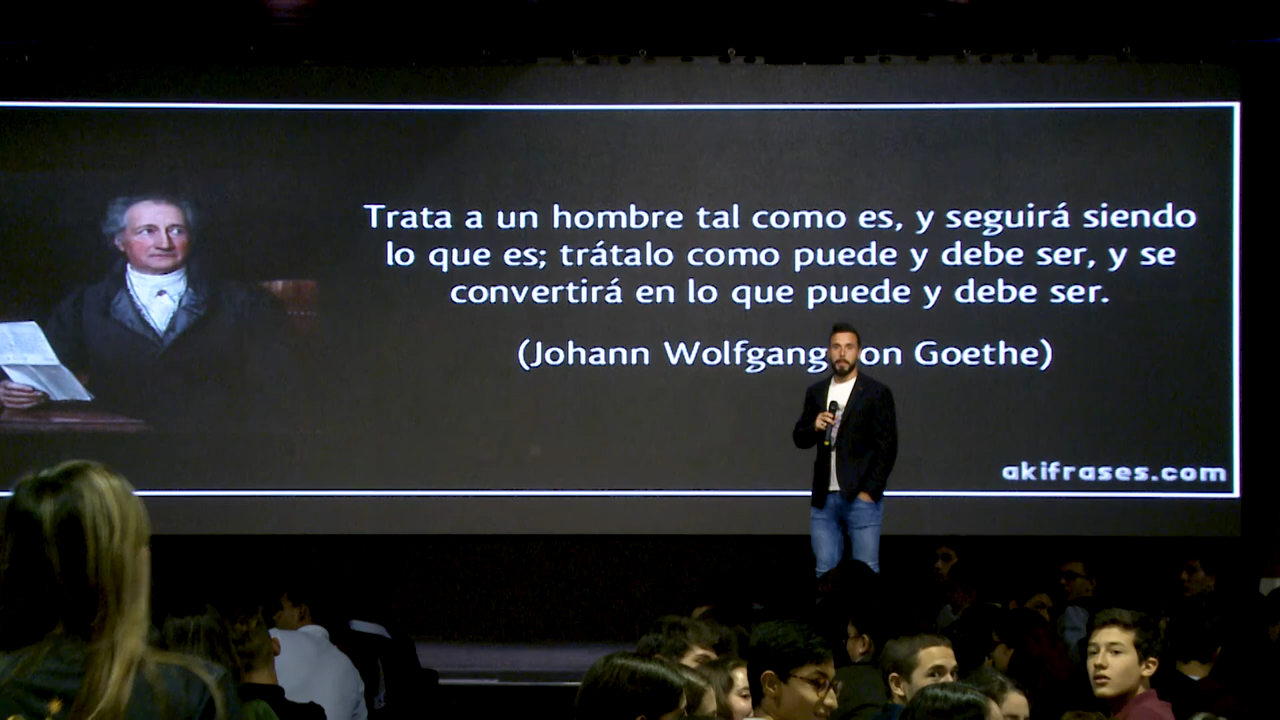 Trata a un hombre tal como es, y seguirá siendo
lo que es; trátalo como puede y debe ser, y se
convertirá en lo que puede y debe ser.
(Johann Wolfgang on Goethe)
akifrases.com